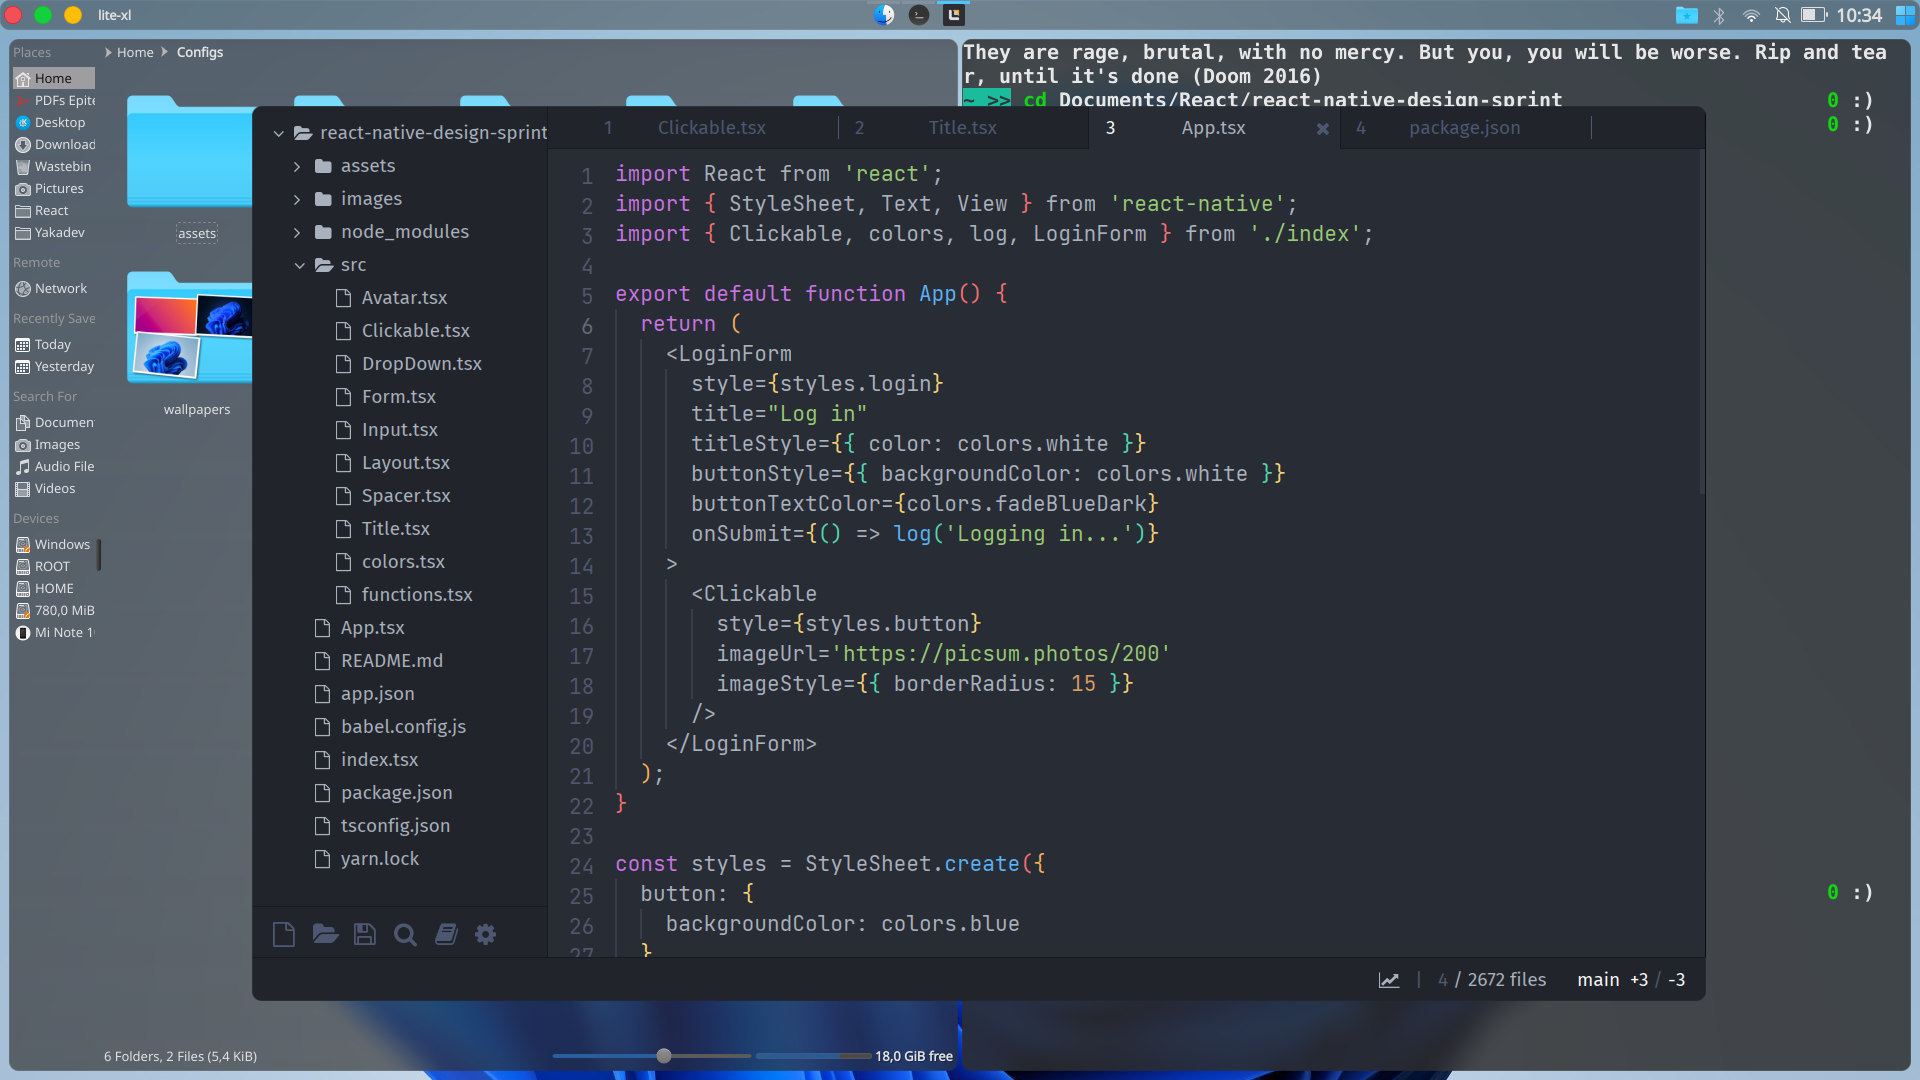 lite-xl
10:34
Places
Home
PDFs Epite
Desktop
Download
Wastebin
Pictures
React
Yakadev
Remote
Network
Recently Save
Today
Yesterday
Search For
Documen
Images
Audio File
Videos
Devices
Windows
ROOT
HOME
780,0 MiB
Mi Note 1
Home Configs
assets
wallpapers
6 Folders, 2 Files (5,4 KiB)
18,0 GiB free
They are rage, brutal, with no mercy. But you, you will be worse. Rip and tea
r, until it's done (Doom 2016)
~ >> cd Documents/React/react-native-design-sprint 0 :)
0 :)
0 :)
react-native-design-sprint
assets
images
node_modules
src
Avatar.tsx
Clickable.tsx
DropDown.tsx
Form.tsx
Input.tsx
Layout.tsx
Spacer.tsx
Title.tsx
colors.tsx
functions.tsx
App.tsx
README.md
app.json
babel.config.js
index.tsx
package.json
tsconfig.json
yarn.lock
1 Clickable.tsx 2 Title.tsx 3 App.tsx × 4 package.json
1 import React from 'react';
2 import { StyleSheet, Text, View } from 'react-native';
3 import { Clickable, colors, log, LoginForm } from './index';
4
5 export default function App() {
6 return (
7 <LoginForm
8 style={styles.login}
9 title="Log in"
10 titleStyle={{ color: colors.white }}
11 buttonStyle={{ backgroundColor: colors.white }}
12 buttonTextColor={colors.fadeBlueDark}
13 onSubmit={() => log('Logging in...')}
14 >
15 <Clickable
16 style={styles.button}
17 imageUrl='https://picsum.photos/200'
18 imageStyle={{ borderRadius: 15 }}
19 />
20 </LoginForm>
21 );
22 }
23
24 const styles = StyleSheet.create({
25 button: {
26 backgroundColor: colors.blue
27 }
4 / 2672 files main +3 / -3